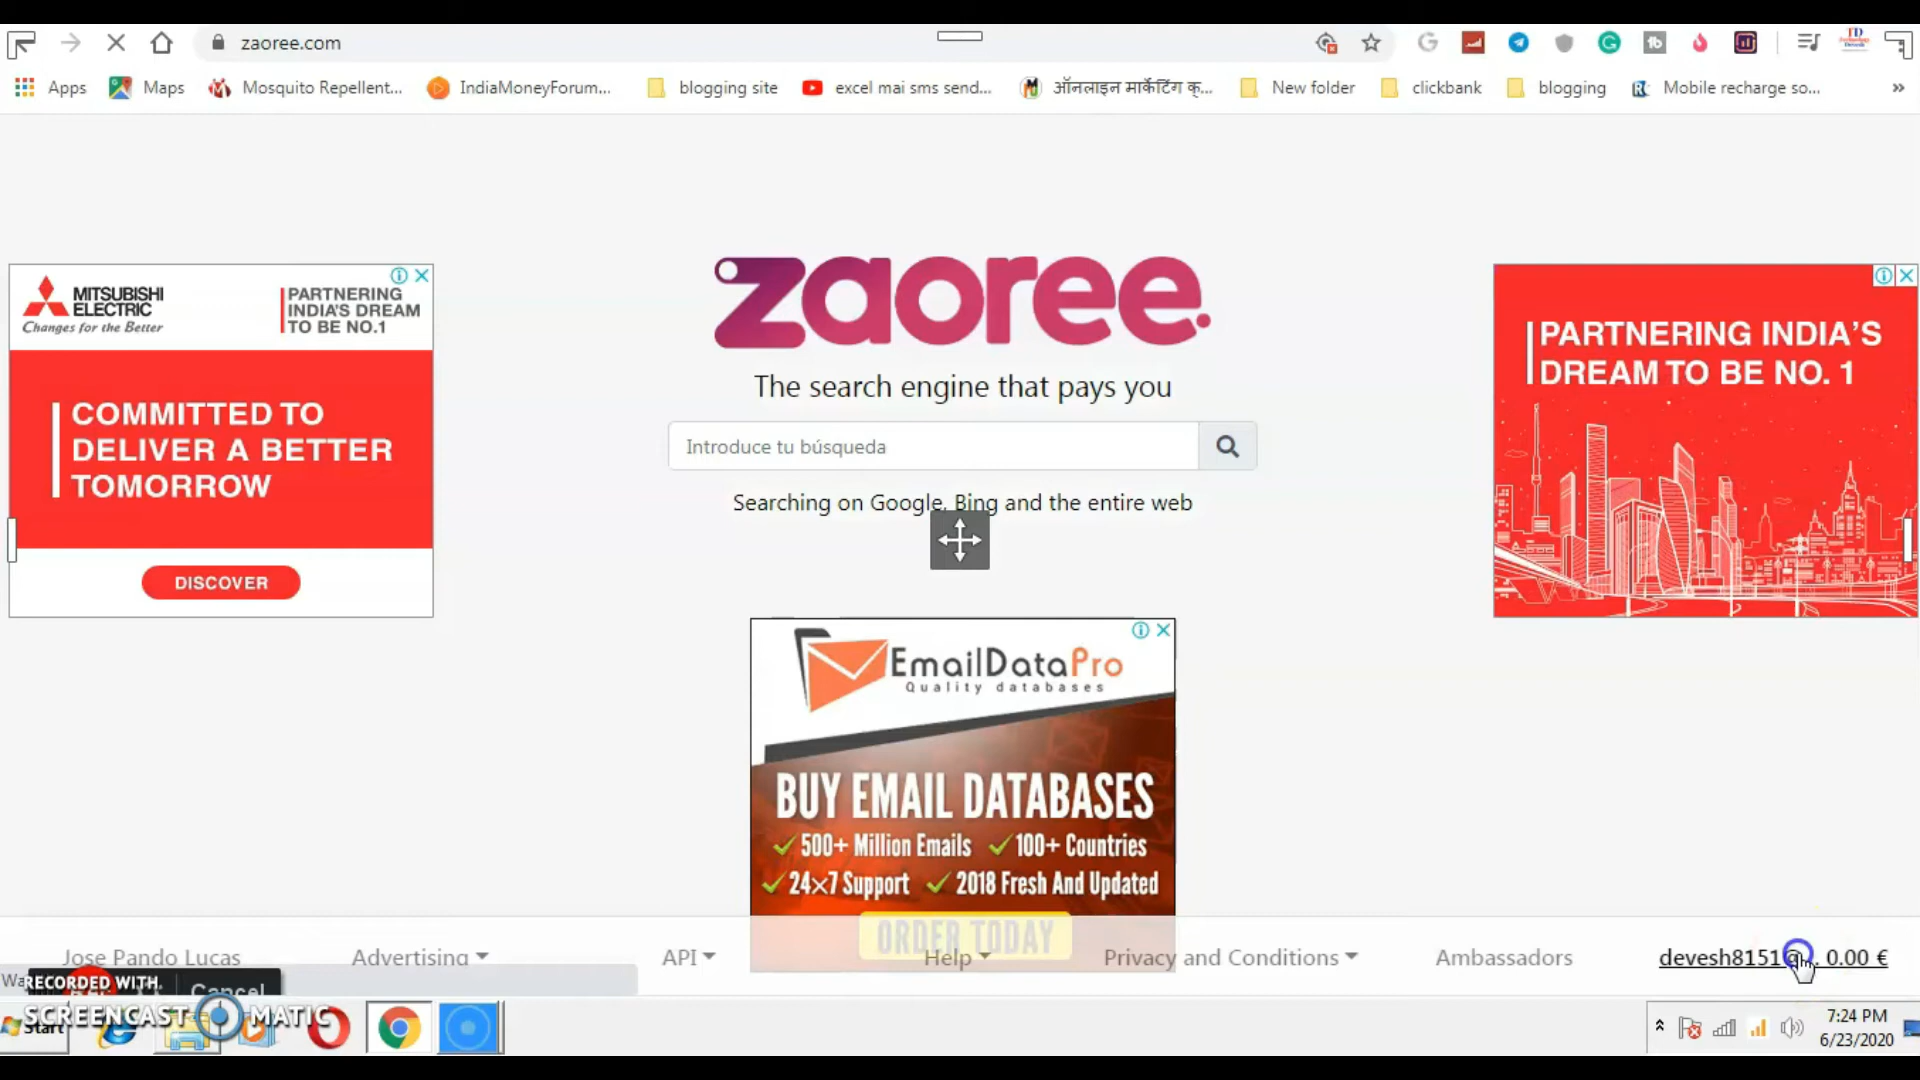 zaoree.com
Apps
Maps
Mosquito Repellent...
IndiaMoneyForum...
blogging site
excel mai sms send...
ऑनलाइन मार्केटिंग क्...
New folder
clickbank
blogging
Mobile recharge so...
»
MITSUBISHI
ELECTRIC
Changes for the Better
PARTNERING
INDIA'S DREAM
TO BE NO.1
COMMITTED TO
DELIVER A BETTER
TOMORROW
DISCOVER
zaoree.
The search engine that pays you
Introduce tu búsqueda
Searching on Google, Bing and the entire web
PARTNERING INDIA'S
DREAM TO BE NO. 1
EmailDataPro
Quality databases
BUY EMAIL DATABASES
500+ Million Emails
100+ Countries
24×7 Support
2018 Fresh And Updated
ORDER TODAY
Jose Pando Lucas
Advertising
API
Help
Privacy and Conditions
Ambassadors
devesh8151@... 0.00 €
RECORDED WITH
Cancel
SCREENCAST MATIC
Start
7:24 PM
6/23/2020